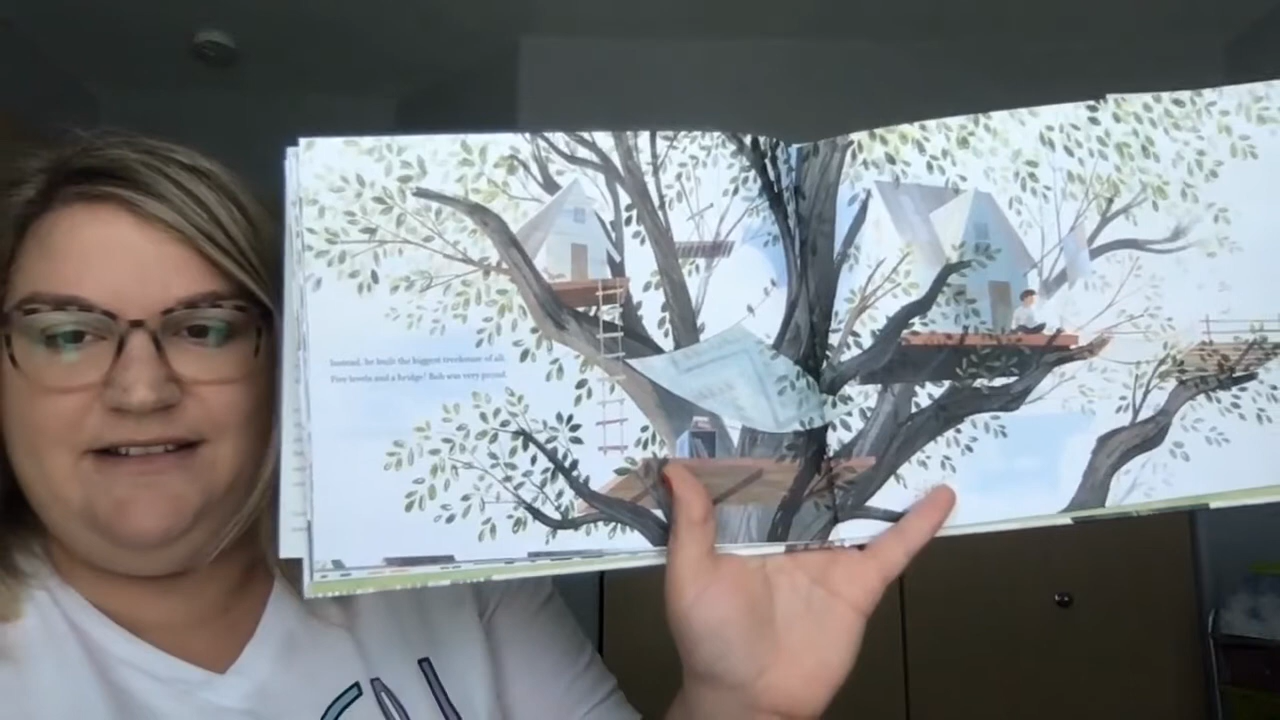 Instead, he built the biggest treehouse of all.
Five levels and a bridge! Bob was very proud.